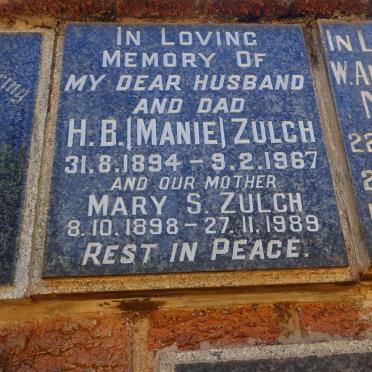 IN LOVING
MEMORY OF
MY DEAR HUSBAND
AND DAD
H.B.(MANIE) ZULCH
31.8.1894 - 9.2.1967
AND OUR MOTHER
MARY S. ZULCH
8.10.1898 - 27.11.1989
REST IN PEACE.
IN L